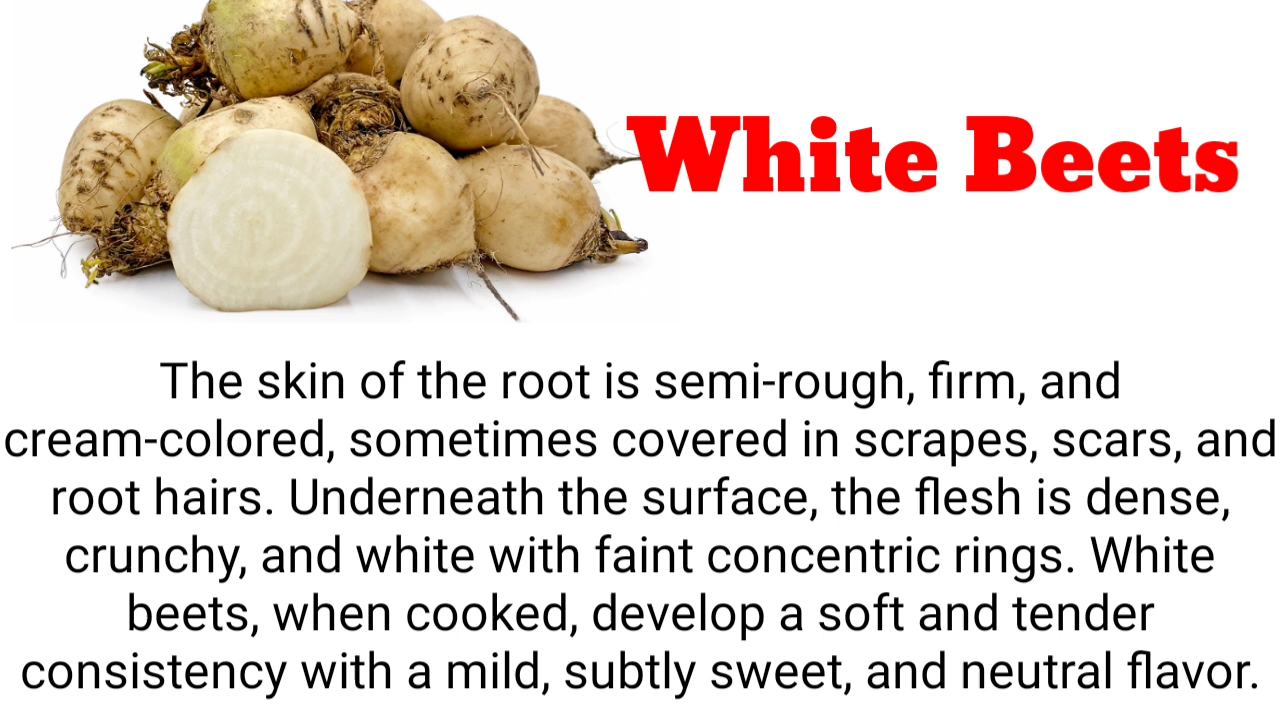 White Beets
The skin of the root is semi-rough, firm, and
cream-colored, sometimes covered in scrapes, scars, and
root hairs. Underneath the surface, the flesh is dense,
crunchy, and white with faint concentric rings. White
beets, when cooked, develop a soft and tender
consistency with a mild, subtly sweet, and neutral flavor.